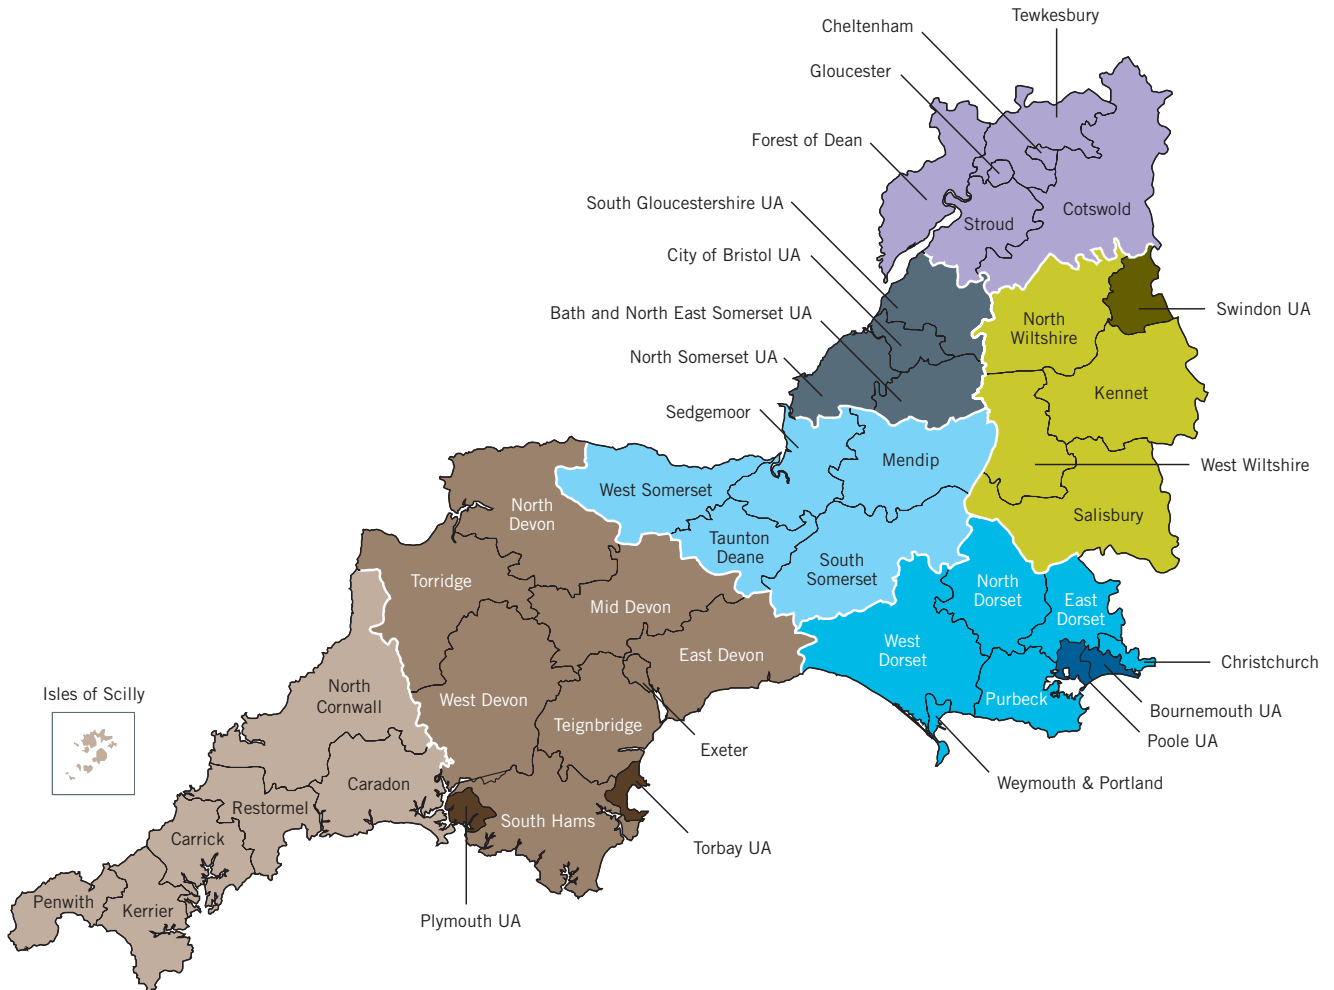 Tewkesbury
Cheltenham
Gloucester
Forest of Dean
South Gloucestershire UA
Cotswold
Stroud
City of Bristol UA
Bath and North East Somerset UA
Swindon UA
North
Wiltshire
North Somerset UA
Kennet
Sedgemoor
Mendip
West Wiltshire
West Somerset
North
Devon
Salisbury
Taunton
Deane
South
Somerset
Torridge
North
Dorset
East
Dorset
Mid Devon
West
Dorset
East Devon
Christchurch
North
Cornwall
Isles of Scilly
West Devon
Purbeck
Bournemouth UA
Teignbridge
Poole UA
Exeter
Weymouth & Portland
Caradon
Restormel
South Hams
Carrick
Torbay UA
Penwith
Kerrier
Plymouth UA